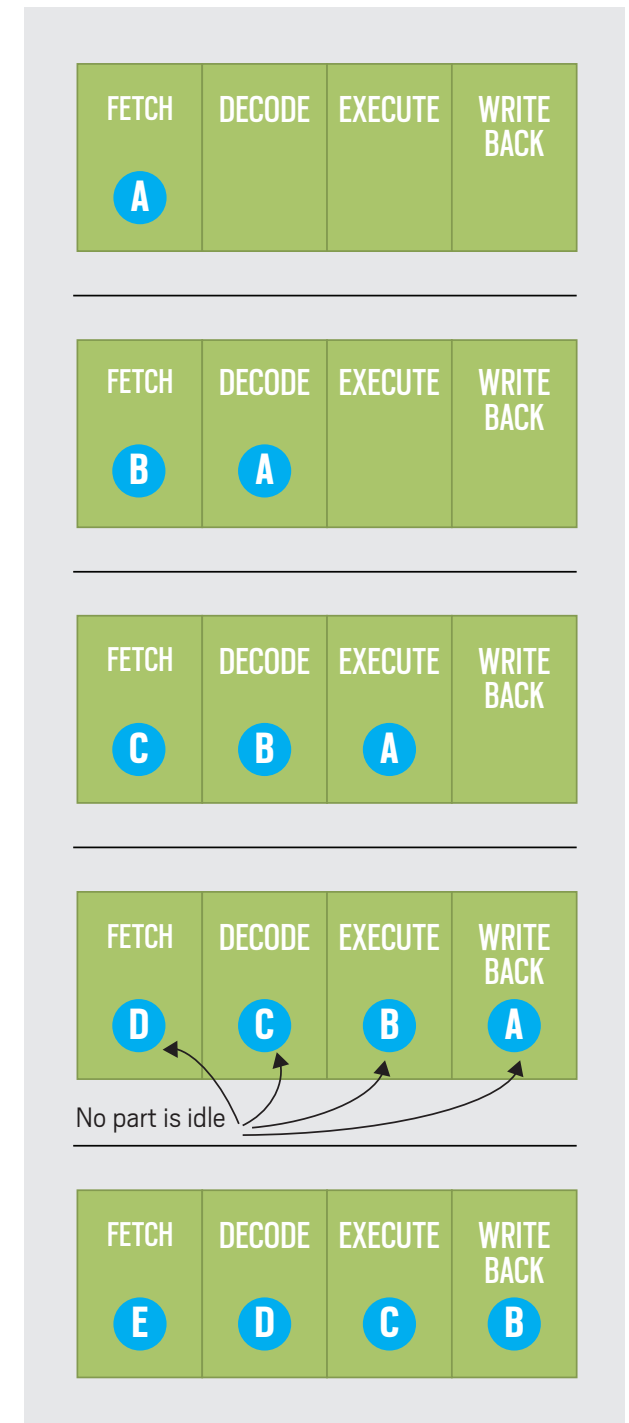 FETCH DECODE EXECUTE WRITE
BACK
A
FETCH DECODE EXECUTE WRITE
BACK
B A
FETCH DECODE EXECUTE WRITE
BACK
C B A
FETCH DECODE EXECUTE WRITE
BACK
D C B A
No part is idle
FETCH DECODE EXECUTE WRITE
BACK
E D C B